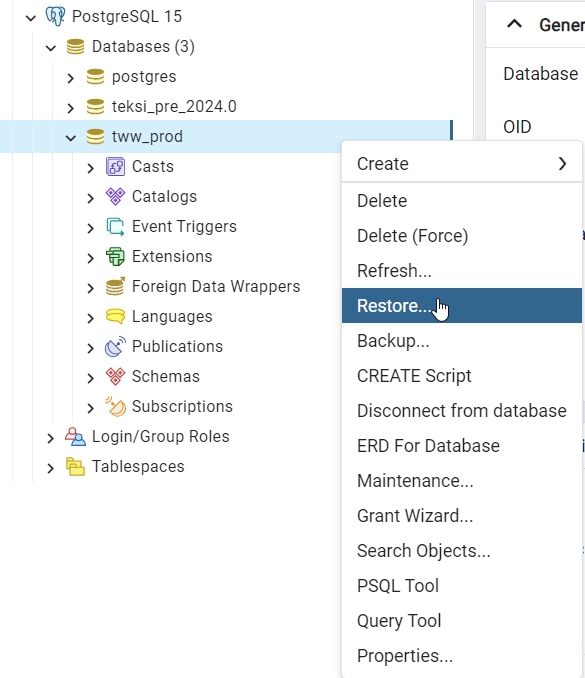 PostgreSQL 15
Databases (3)
postgres
teksi_pre_2024.0
tww_prod
Casts
Catalogs
Event Triggers
Extensions
Foreign Data Wrappers
Languages
Publications
Schemas
Subscriptions
Login/Group Roles
Tablespaces
Create
Delete
Delete (Force)
Refresh...
Restore...
Backup...
CREATE Script
Disconnect from database
ERD For Database
Maintenance...
Grant Wizard...
Search Objects...
PSQL Tool
Query Tool
Properties...
Gener
Database
OID